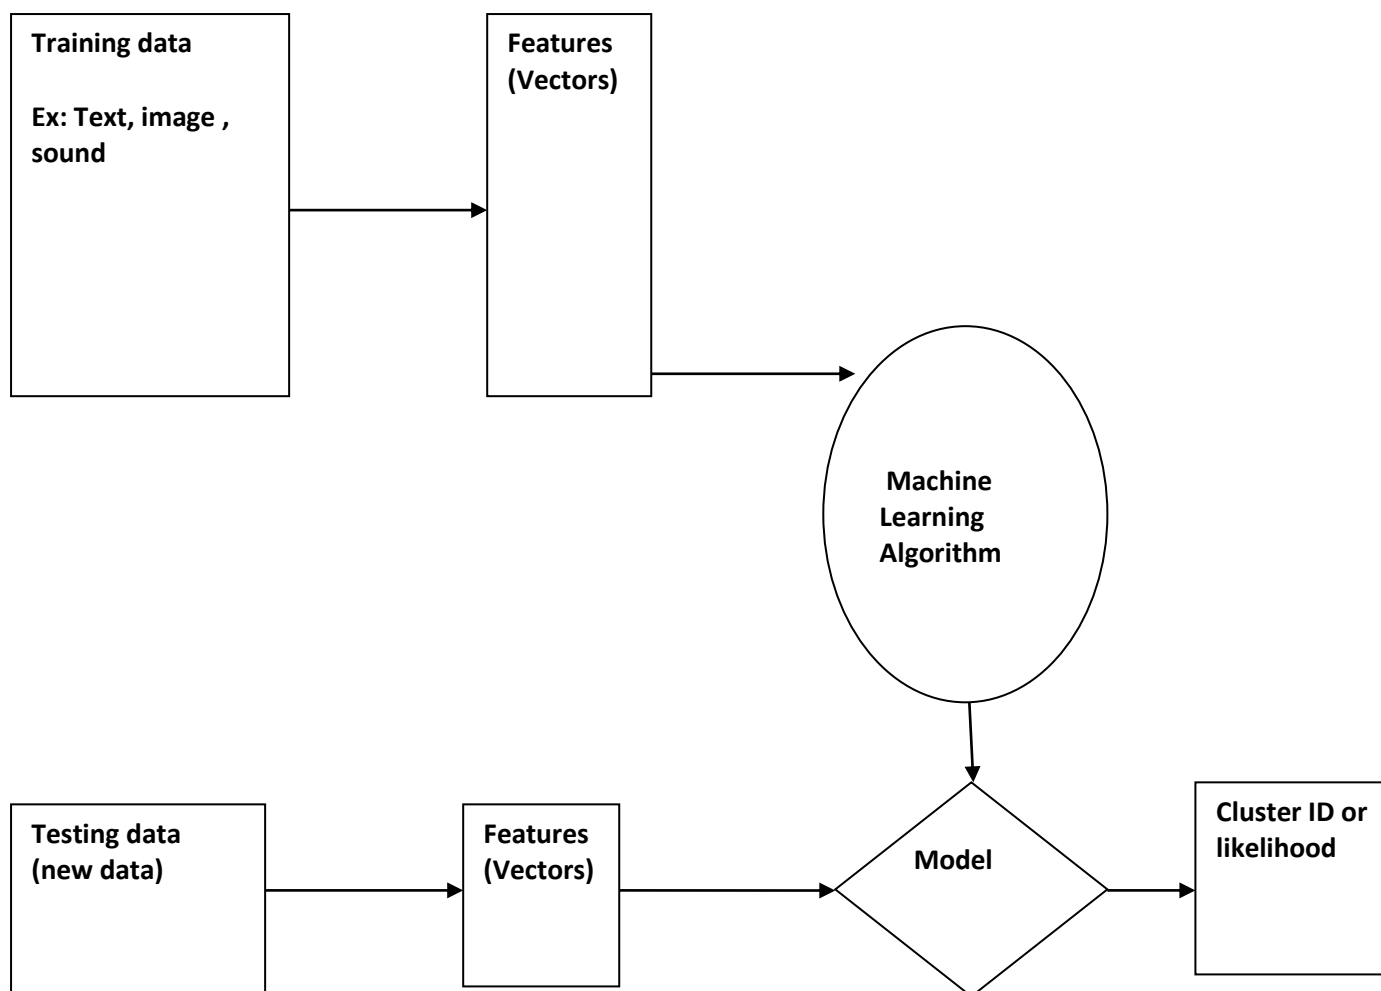 Training data
Ex: Text, image ,
sound
Features
(Vectors)
Machine
Learning
Algorithm
Testing data
(new data)
Features
(Vectors)
Model
Cluster ID or
likelihood